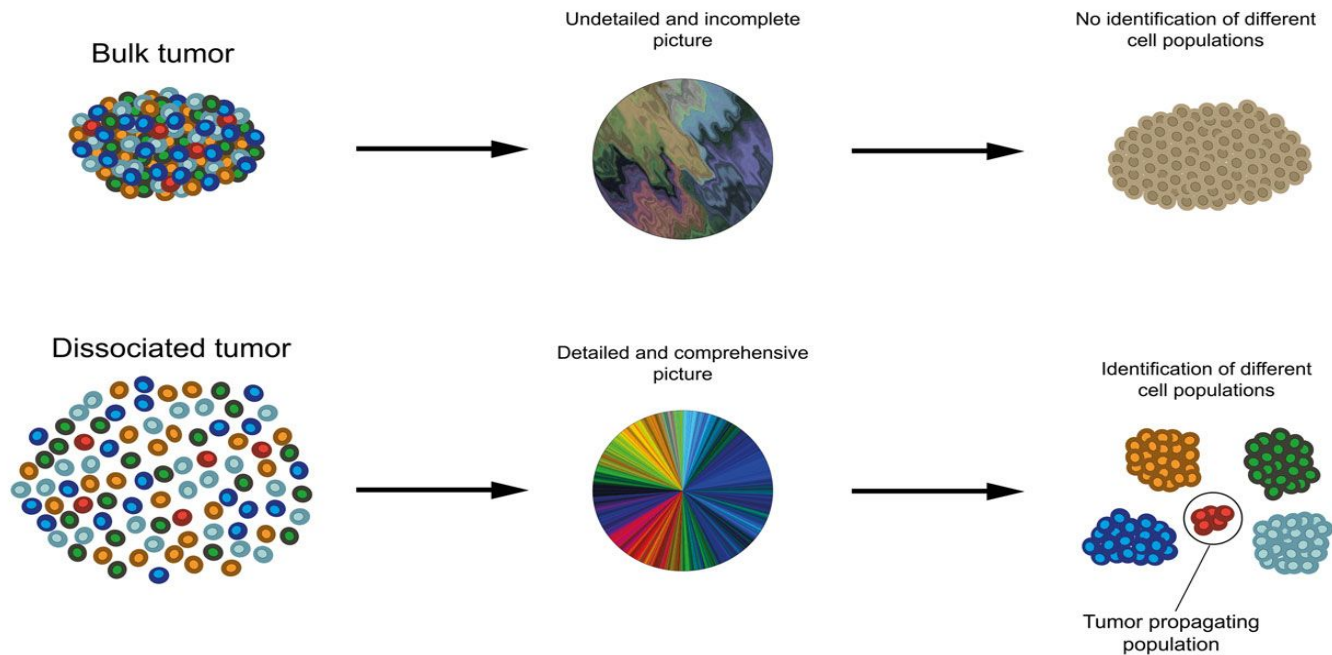 Bulk tumor
Undetailed and incomplete
picture
No identification of different
cell populations
Dissociated tumor
Detailed and comprehensive
picture
Identification of different
cell populations
Tumor propagating
population